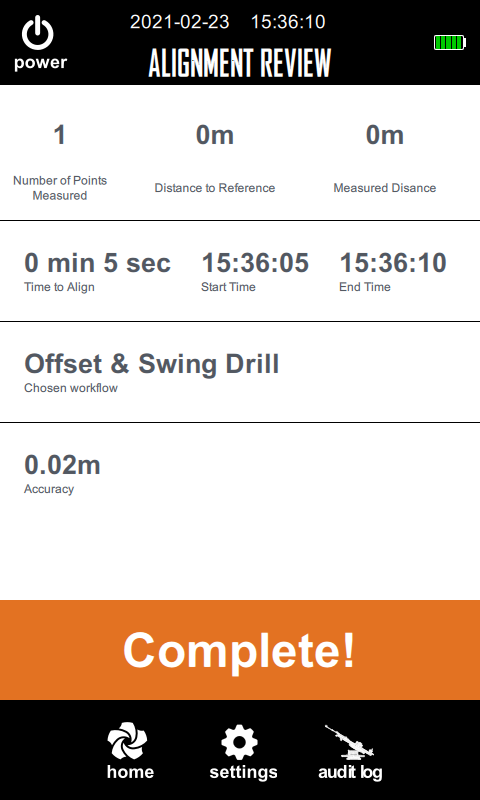 2021-02-23 15:36:10
power
ALIGNMENT REVIEW
1
0m
0m
Number of Points
Measured
Distance to Reference
Measured Disance
0 min 5 sec
15:36:05
15:36:10
Time to Align
Start Time
End Time
Offset & Swing Drill
Chosen workflow
0.02m
Accuracy
Complete!
home
settings
audit log